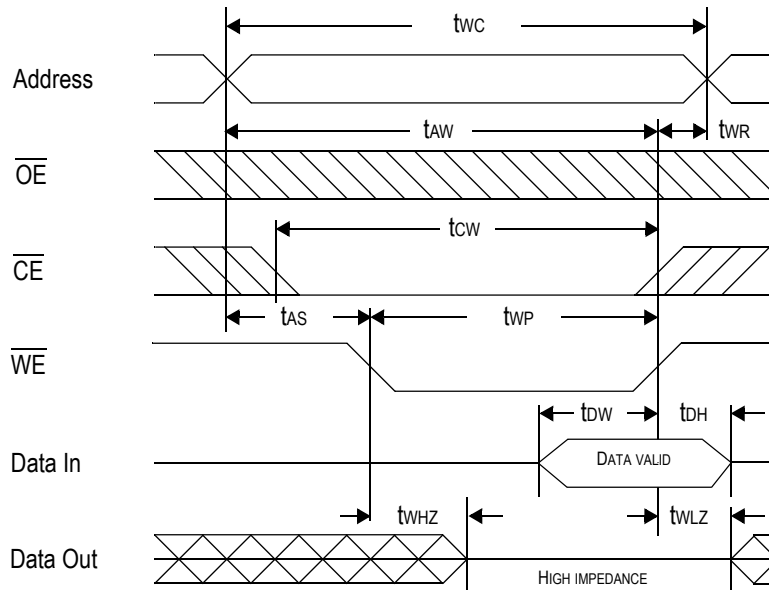 tWC
Address
tAW tWR
OE
tCW
CE
tAS tWP
WE
tDW tDH
Data In DATA VALID
tWHZ tWLZ
Data Out
HIGH IMPEDANCE